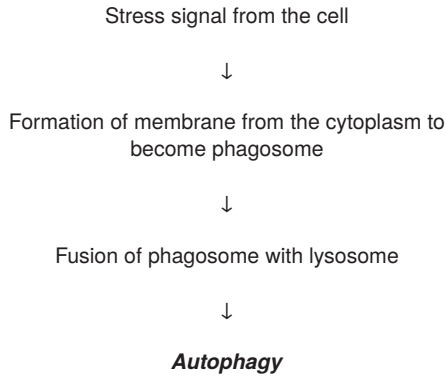 Stress signal from the cell
↓
Formation of membrane from the cytoplasm to
become phagosome
↓
Fusion of phagosome with lysosome
↓
Autophagy